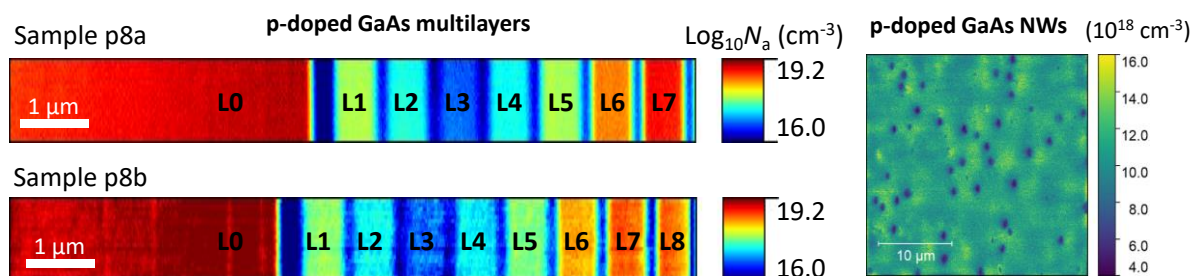 p-doped GaAs multilayers
Sample p8a
Log₁₀Nₐ (cm⁻³)
L0 L1 L2 L3 L4 L5 L6 L7
1 µm
19.2
16.0
Sample p8b
L0 L1 L2 L3 L4 L5 L6 L7 L8
1 µm
19.2
16.0
p-doped GaAs NWs
(10¹⁸ cm⁻³)
16.0
14.0
12.0
10.0
8.0
6.0
4.0
10 µm